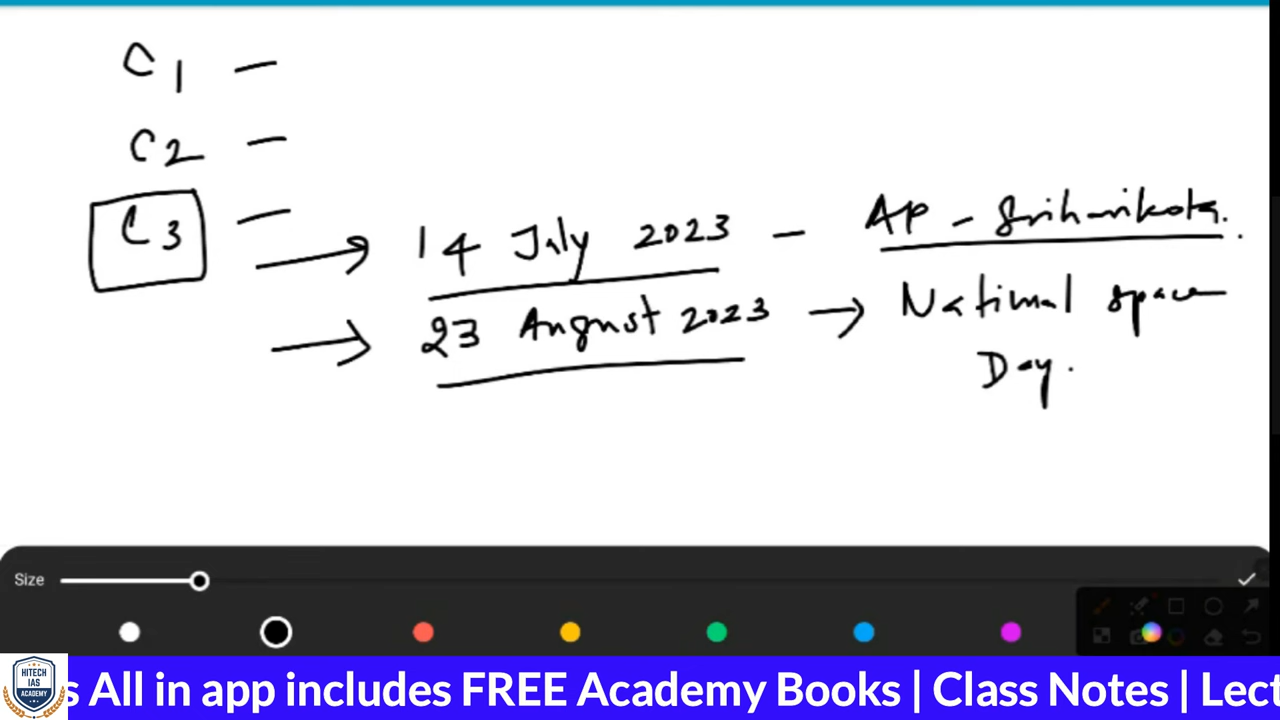 C1 -
C2 -
C3 -
→ 14 July 2023 - AP - Sriharikota.
→ 23 August 2023 → National space
Day.
Size
HITECH
IAS
ACADEMY
s All in app includes FREE Academy Books | Class Notes | Lect